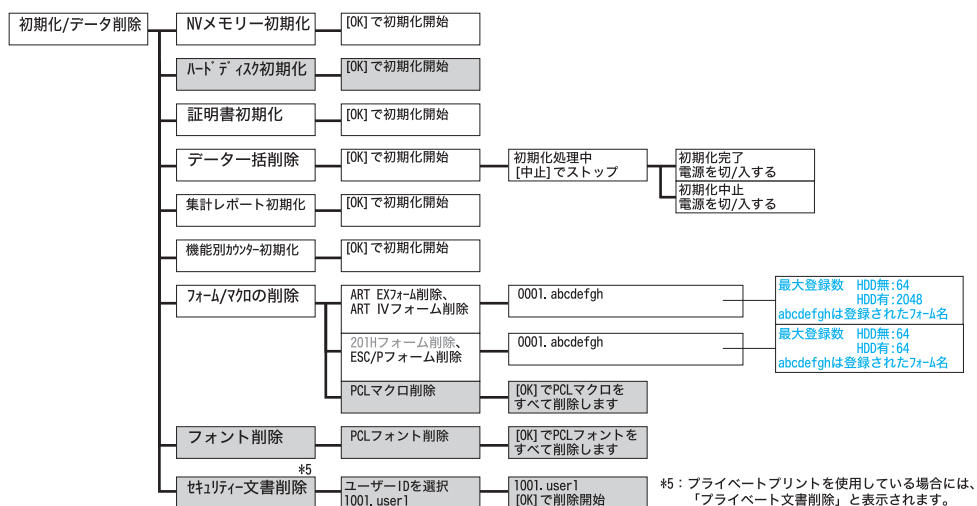 初期化/データ削除
NVメモリー初期化
[OK]で初期化開始
ハードディスク初期化
[OK]で初期化開始
証明書初期化
[OK]で初期化開始
データ一括削除
[OK]で初期化開始
初期化処理中
[中止]でストップ
初期化完了
電源を切/入する
初期化中止
電源を切/入する
集計レポート初期化
[OK]で初期化開始
機能別カウンター初期化
[OK]で初期化開始
フォーム/マクロの削除
ART EXフォーム削除、
ART IVフォーム削除
0001. abcdefgh
最大登録数 HDD無:64
HDD有:2048
abcdefghは登録されたフォーム名
201Hフォーム削除、
ESC/Pフォーム削除
0001. abcdefgh
最大登録数 HDD無:64
HDD有:64
abcdefghは登録されたフォーム名
PCLマクロ削除
[OK]でPCLマクロを
すべて削除します
フォント削除
PCLフォント削除
[OK]でPCLフォントを
すべて削除します
*5
セキュリティー文書削除
ユーザーIDを選択
1001. user1
1001. user1
[OK]で削除開始
*5：プライベートプリントを使用している場合には、
「プライベート文書削除」と表示されます。